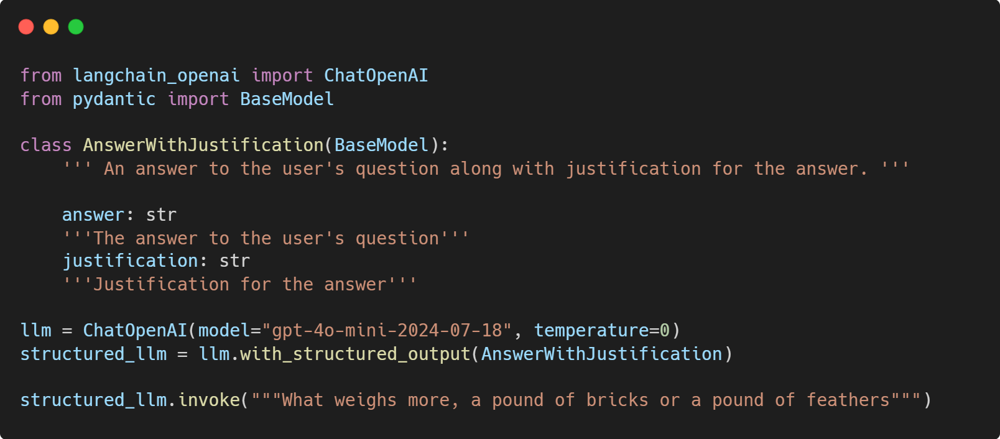 from langchain_openai import ChatOpenAI
from pydantic import BaseModel

class AnswerWithJustification(BaseModel):
    ''' An answer to the user's question along with justification for the answer. '''

    answer: str
    '''The answer to the user's question'''
    justification: str
    '''Justification for the answer'''

llm = ChatOpenAI(model="gpt-4o-mini-2024-07-18", temperature=0)
structured_llm = llm.with_structured_output(AnswerWithJustification)

structured_llm.invoke("""What weighs more, a pound of bricks or a pound of feathers""")